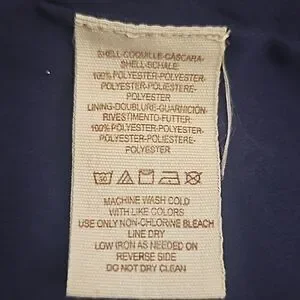 SHELL-COQUILLE-CASCARA-
SHELL-SCHALE
100% POLYESTER-POLYESTER-
POLYESTER-POLIESTERE-
POLYESTER
LINING-DOUBLURE-GUARNICION-
RIVESTIMENTO-FUTTER
100% POLYESTER-POLYESTER-
POLYESTER-POLIESTERE-
POLYESTER
30
MACHINE WASH COLD
WITH LIKE COLORS
USE ONLY NON-CHLORINE BLEACH
LINE DRY
LOW IRON AS NEEDED ON
REVERSE SIDE
DO NOT DRY CLEAN